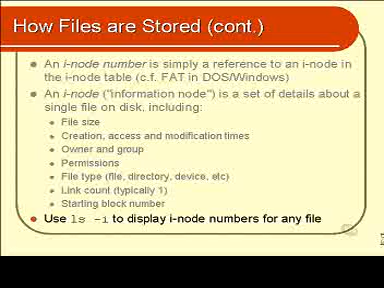 How Files are Stored (cont.)
An i-node number is simply a reference to an i-node in
the i-node table (c.f. FAT in DOS/Windows)
An i-node ("information node") is a set of details about a
single file on disk, including:
File size
Creation, access and modification times
Owner and group
Permissions
File type (file, directory, device, etc)
Link count (typically 1)
Starting block number
Use ls -i to display i-node numbers for any file